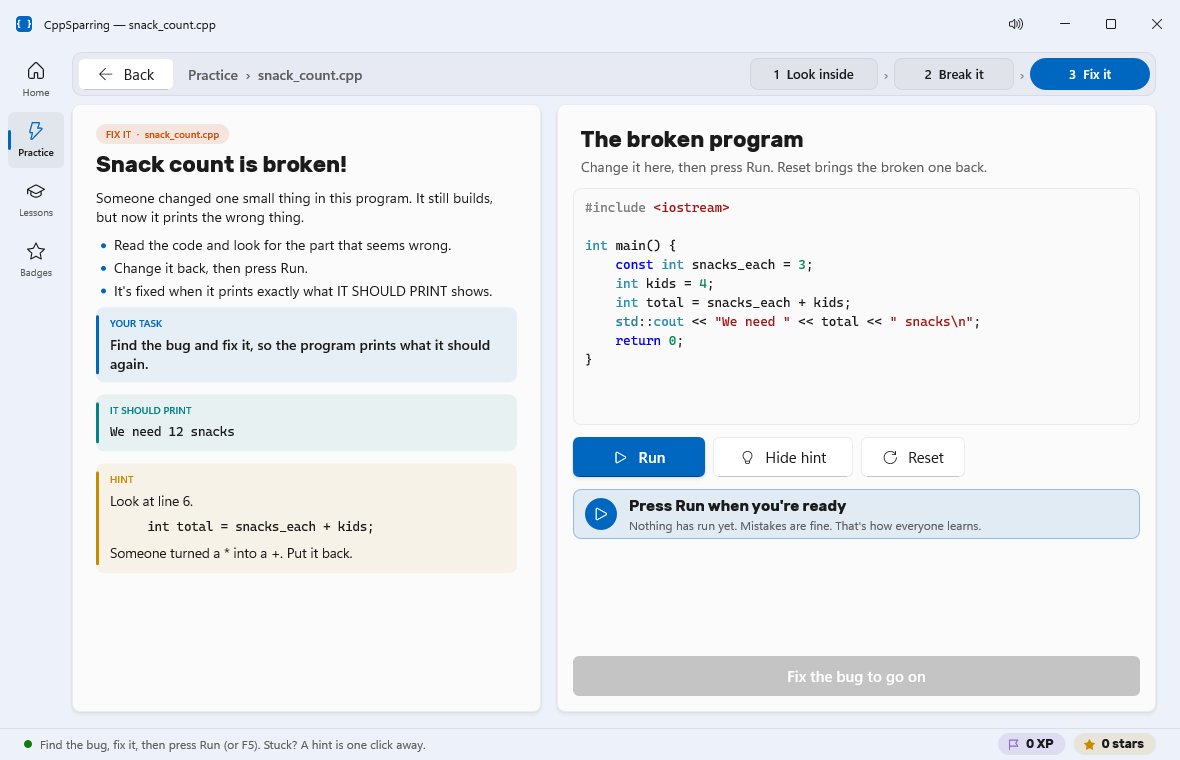 CppSparring — snack_count.cpp
Home
Practice
Lessons
Badges
Back
Practice › snack_count.cpp
1 Look inside › 2 Break it › 3 Fix it
FIX IT · snack_count.cpp
Snack count is broken!
Someone changed one small thing in this program. It still builds,
but now it prints the wrong thing.
• Read the code and look for the part that seems wrong.
• Change it back, then press Run.
• It's fixed when it prints exactly what IT SHOULD PRINT shows.
YOUR TASK
Find the bug and fix it, so the program prints what it should
again.
IT SHOULD PRINT
We need 12 snacks
HINT
Look at line 6.
int total = snacks_each + kids;
Someone turned a * into a +. Put it back.
The broken program
Change it here, then press Run. Reset brings the broken one back.
#include <iostream>
int main() {
    const int snacks_each = 3;
    int kids = 4;
    int total = snacks_each + kids;
    std::cout << "We need " << total << " snacks\n";
    return 0;
}
Run
Hide hint
Reset
Press Run when you're ready
Nothing has run yet. Mistakes are fine. That's how everyone learns.
Fix the bug to go on
Find the bug, fix it, then press Run (or F5). Stuck? A hint is one click away.
0 XP
0 stars